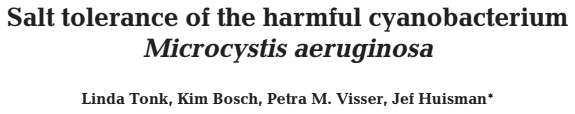 Salt tolerance of the harmful cyanobacterium
Microcystis aeruginosa
Linda Tonk, Kim Bosch, Petra M. Visser, Jef Huisman*